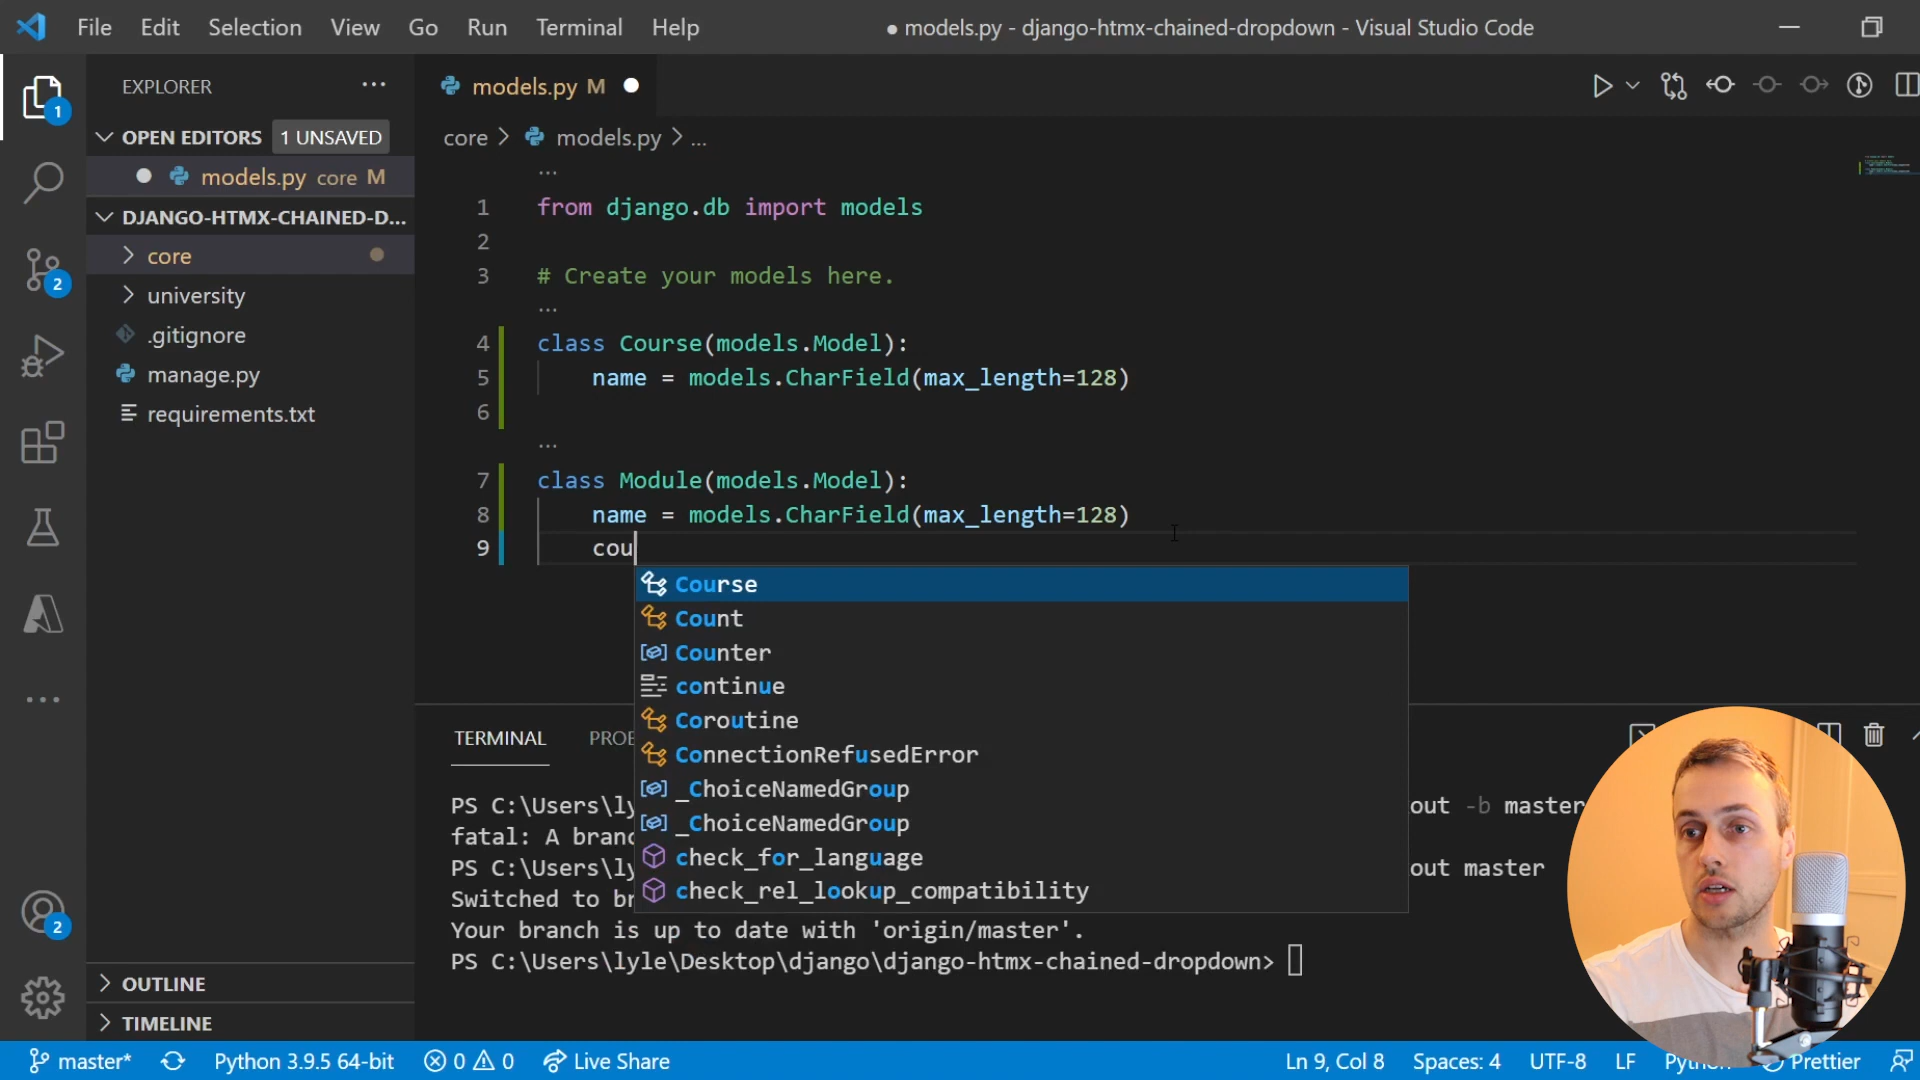 File Edit Selection View Go Run Terminal Help
● models.py - django-htmx-chained-dropdown - Visual Studio Code
EXPLORER ...
OPEN EDITORS 1 UNSAVED
models.py core M
DJANGO-HTMX-CHAINED-D...
core
university
.gitignore
manage.py
requirements.txt
OUTLINE
TIMELINE
1
2
2
models.py M
core > models.py > ...
...
1 from django.db import models
2
3 # Create your models here.
...
4 class Course(models.Model):
5 name = models.CharField(max_length=128)
6
...
7 class Module(models.Model):
8 name = models.CharField(max_length=128)
9 cou
Course
Count
Counter
continue
Coroutine
ConnectionRefusedError
_ChoiceNamedGroup
_ChoiceNamedGroup
check_for_language
check_rel_lookup_compatibility
TERMINAL
PS C:\Users\ out -b master
fatal: A
PS C:\Users\ out master
Switched to
Your branch is up to date with 'origin/master'.
PS C:\Users\lyle\Desktop\django\django-htmx-chained-dropdown>
master* Python 3.9.5 64-bit 0 0 Live Share Ln 9, Col 8 Spaces: 4 UTF-8 LF Prettier